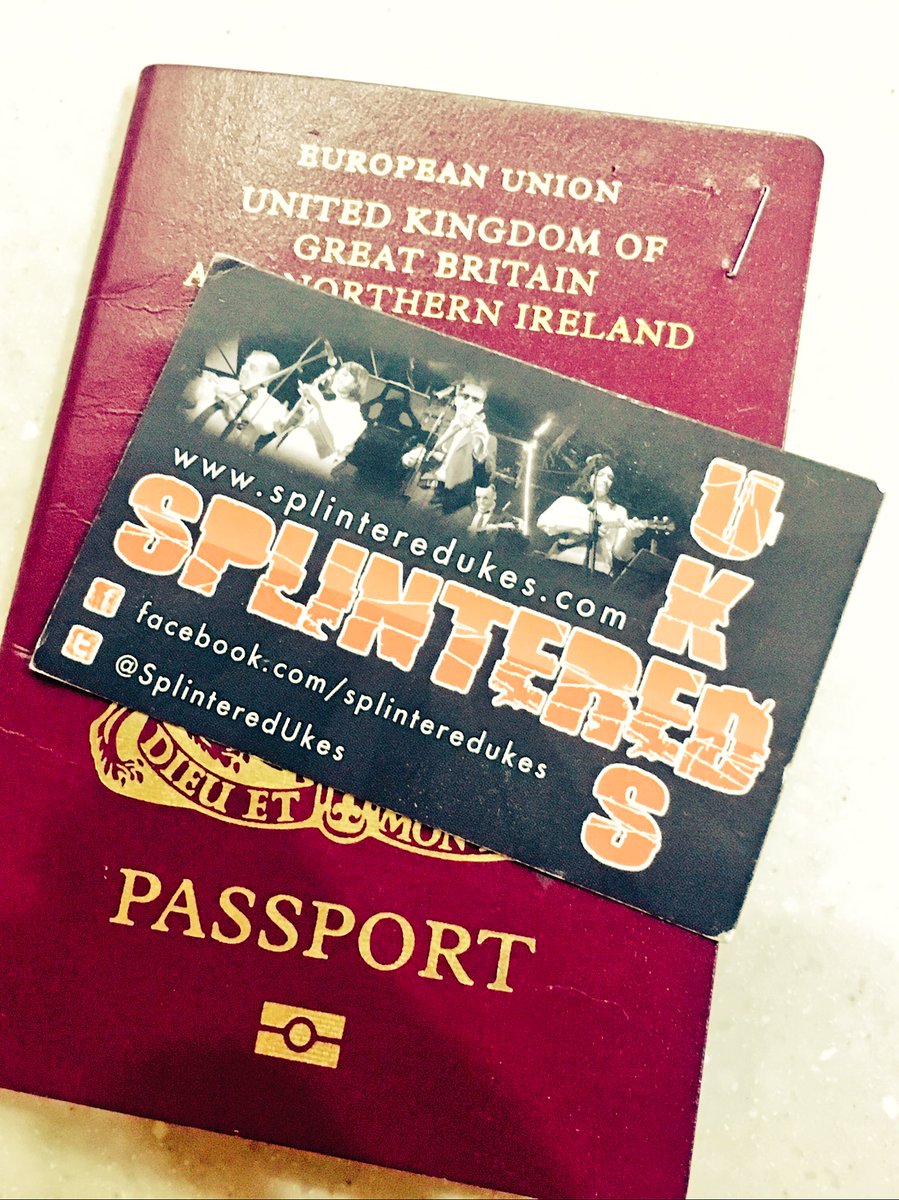 EUROPEAN UNION
UNITED KINGDOM OF
GREAT BRITAIN
NORTHERN IRELAND
www.splinteredukes.com
SPLINTERED
UKES
facebook.com/splinteredukes
@SplinteredUkes
DIEU ET MON
PASSPORT